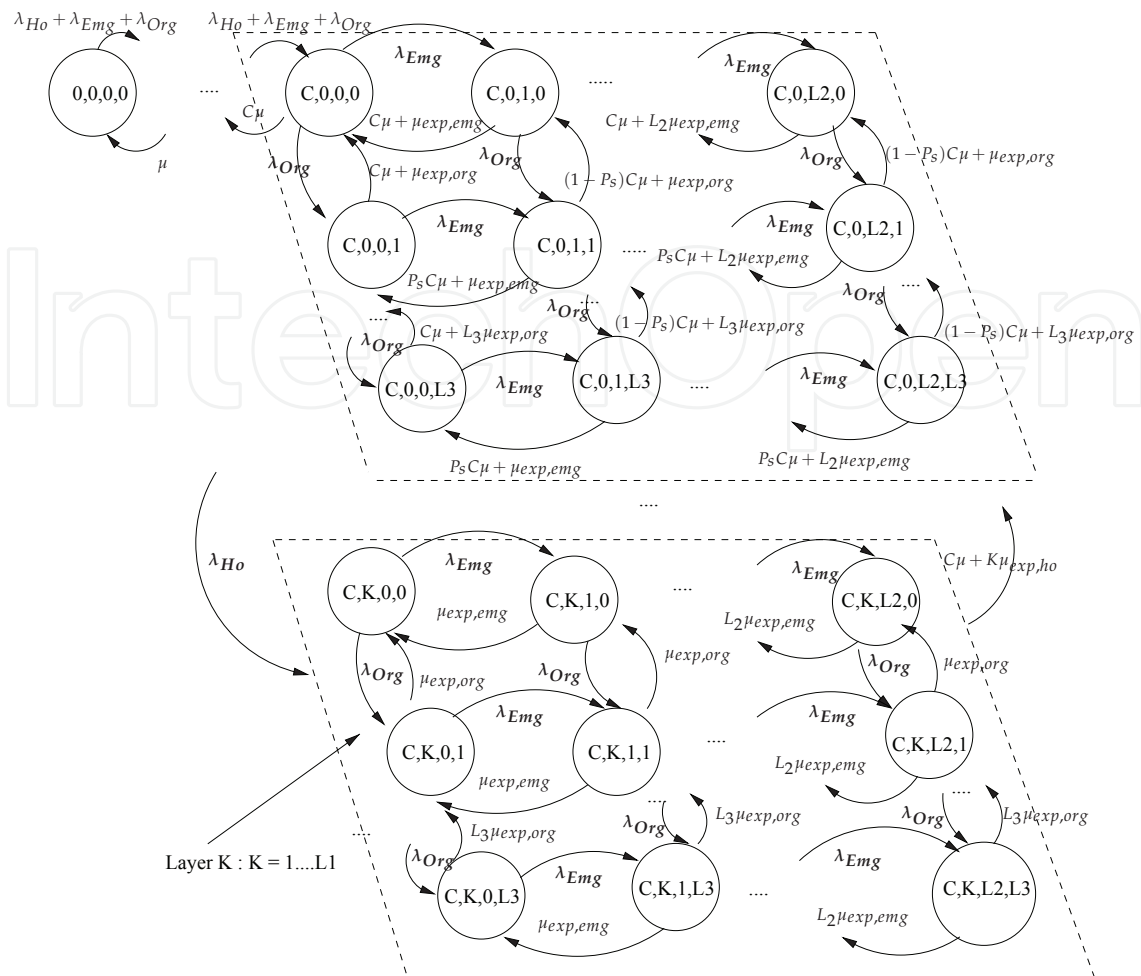 λHo + λEmg + λOrg
λHo + λEmg + λOrg
λEmg
λEmg
0,0,0,0
....
C,0,0,0
C,0,1,0
.....
C,0,L2,0
Cμ
μ
Cμ + μexp,emg
Cμ + L2μexp,emg
λOrg
Cμ + μexp,org
λOrg
(1−Ps)Cμ + μexp,org
λOrg
(1−Ps)Cμ + μexp,org
C,0,0,1
λEmg
C,0,1,1
.....
λEmg
C,0,L2,1
PsCμ + μexp,emg
PsCμ + L2μexp,emg
....
λOrg
Cμ + L3μexp,org
....
λOrg
(1−Ps)Cμ + L3μexp,org
λOrg
....
(1−Ps)Cμ + L3μexp,org
C,0,0,L3
λEmg
C,0,1,L3
....
λEmg
C,0,L2,L3
PsCμ + μexp,emg
PsCμ + L2μexp,emg
IntechOpen
....
λHo
Cμ + Kμexp,ho
C,K,0,0
λEmg
C,K,1,0
....
λEmg
C,K,L2,0
μexp,emg
L2μexp,emg
λOrg
μexp,org
λOrg
μexp,org
λOrg
μexp,org
C,K,0,1
λEmg
C,K,1,1
....
λEmg
C,K,L2,1
μexp,emg
L2μexp,emg
....
λOrg
L3μexp,org
....
λOrg
L3μexp,org
....
λOrg
L3μexp,org
Layer K : K = 1....L1
C,K,0,L3
λEmg
C,K,1,L3
....
λEmg
C,K,L2,L3
μexp,emg
L2μexp,emg